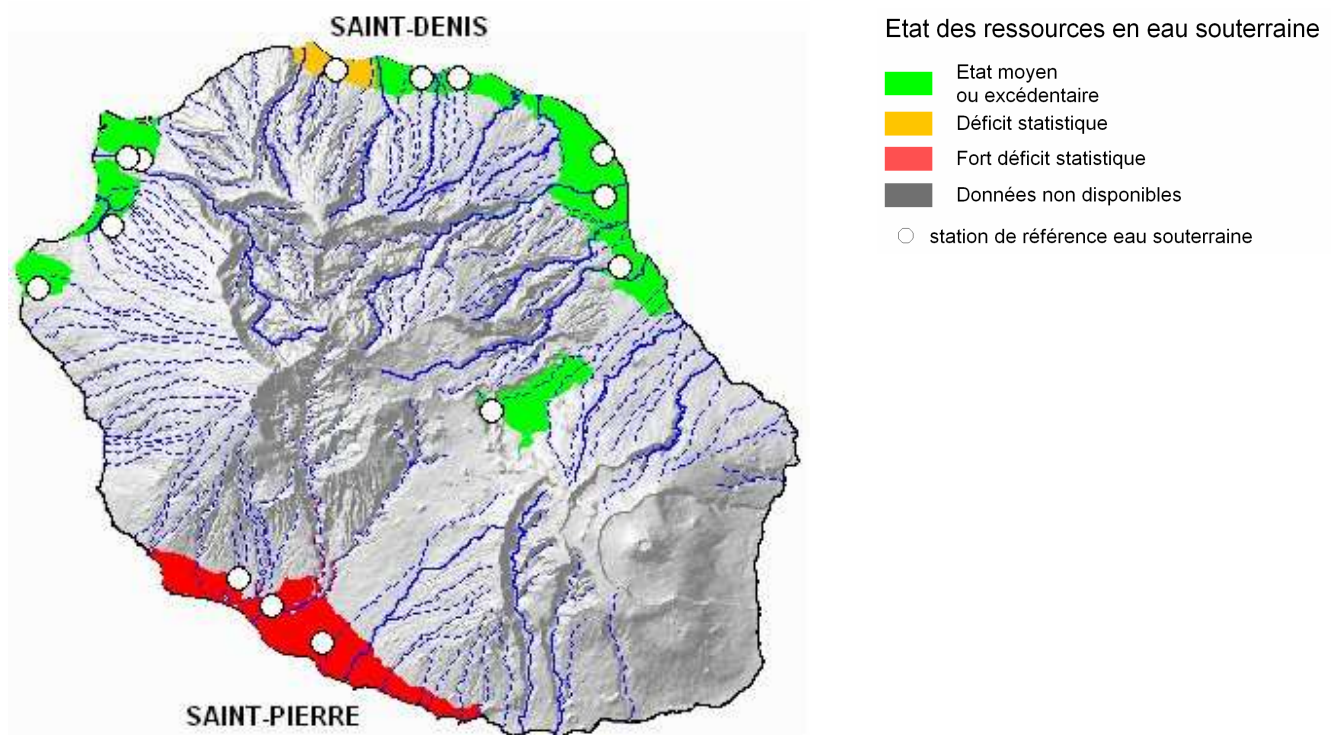 SAINT-DENIS
SAINT-PIERRE
Etat des ressources en eau souterraine
Etat moyen
ou excédentaire
Déficit statistique
Fort déficit statistique
Données non disponibles
station de référence eau souterraine